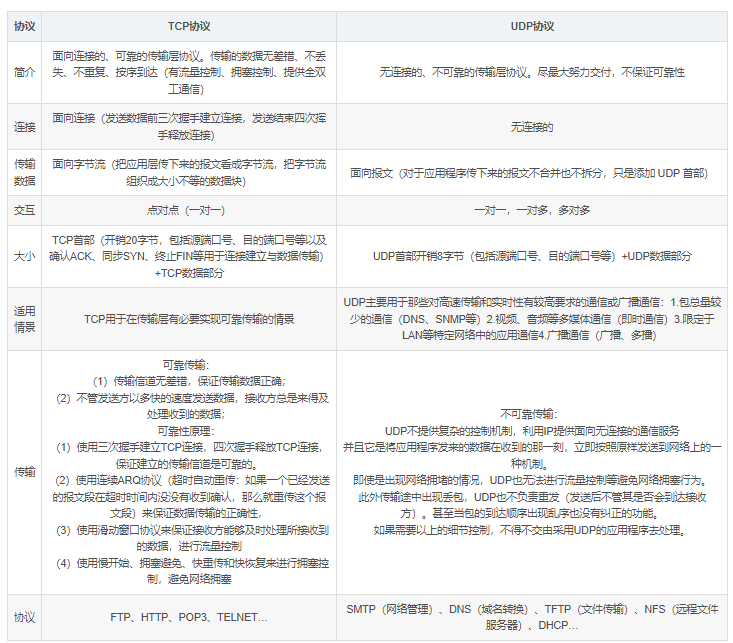 协议
TCP协议
UDP协议
简介
面向连接的、可靠的传输层协议。传输的数据无差错、不丢
失、不重复、按序到达（有流量控制、拥塞控制、提供全双
工通信）
无连接的、不可靠的传输层协议。尽最大努力交付，不保证可靠性
连接
面向连接（发送数据前三次握手建立连接，发送结束四次挥
手释放连接）
无连接的
传输
数据
面向字节流（把应用层传下来的报文看成字节流，把字节流
组织成大小不等的数据块）
面向报文（对于应用程序传下来的报文不合并也不拆分，只是添加 UDP 首部）
交互
点对点（一对一）
一对一，一对多，多对多
大小
TCP首部（开销20字节，包括源端口号、目的端口号等以及
确认ACK、同步SYN、终止FIN等用于连接建立与数据传输）
+TCP数据部分
UDP首部开销8字节（包括源端口号、目的端口号等）+UDP数据部分
适用
情景
TCP用于在传输层有必要实现可靠传输的情景
UDP主要用于那些对高速传输和实时性有较高要求的通信或广播通信：1.包总量较
少的通信（DNS、SNMP等）2.视频、音频等多媒体通信（即时通信）3.限定于
LAN等特定网络中的应用通信4.广播通信（广播、多播）
传输
可靠传输：
（1）传输信道无差错，保证传输数据正确；
（2）不管发送方以多快的速度发送数据，接收方总是来得及
处理收到的数据；
可靠性原理：
（1）使用三次握手建立TCP连接，四次握手释放TCP连接，
保证建立的传输信道是可靠的。
（2）使用连续ARQ协议（超时自动重传：如果一个已经发送
的报文段在超时时间内没没有收到确认，那么就重传这个报
文段）来保证数据传输的正确性，
（3）使用滑动窗口协议来保证接收方能够及时处理所接收到
的数据，进行流量控制
（4）使用慢开始、拥塞避免、快重传和快恢复来进行拥塞控
制，避免网络拥塞
不可靠传输：
UDP不提供复杂的控制机制，利用IP提供面向无连接的通信服务
并且它是将应用程序发来的数据在收到的那一刻，立即按照原样发送到网络上的一
种机制。
即使是出现网络拥堵的情况，UDP也无法进行流量控制等避免网络拥塞行为。
此外传输途中出现丢包，UDP也不负责重发（发送后不管其是否会到达接收
方）。甚至当包的到达顺序出现乱序也没有纠正的功能。
如果需要以上的细节控制，不得不交由采用UDP的应用程序去处理。
协议
FTP、HTTP、POP3、TELNET…
SMTP（网络管理）、DNS（域名转换）、TFTP（文件传输）、NFS（远程文件
服务器）、DHCP…